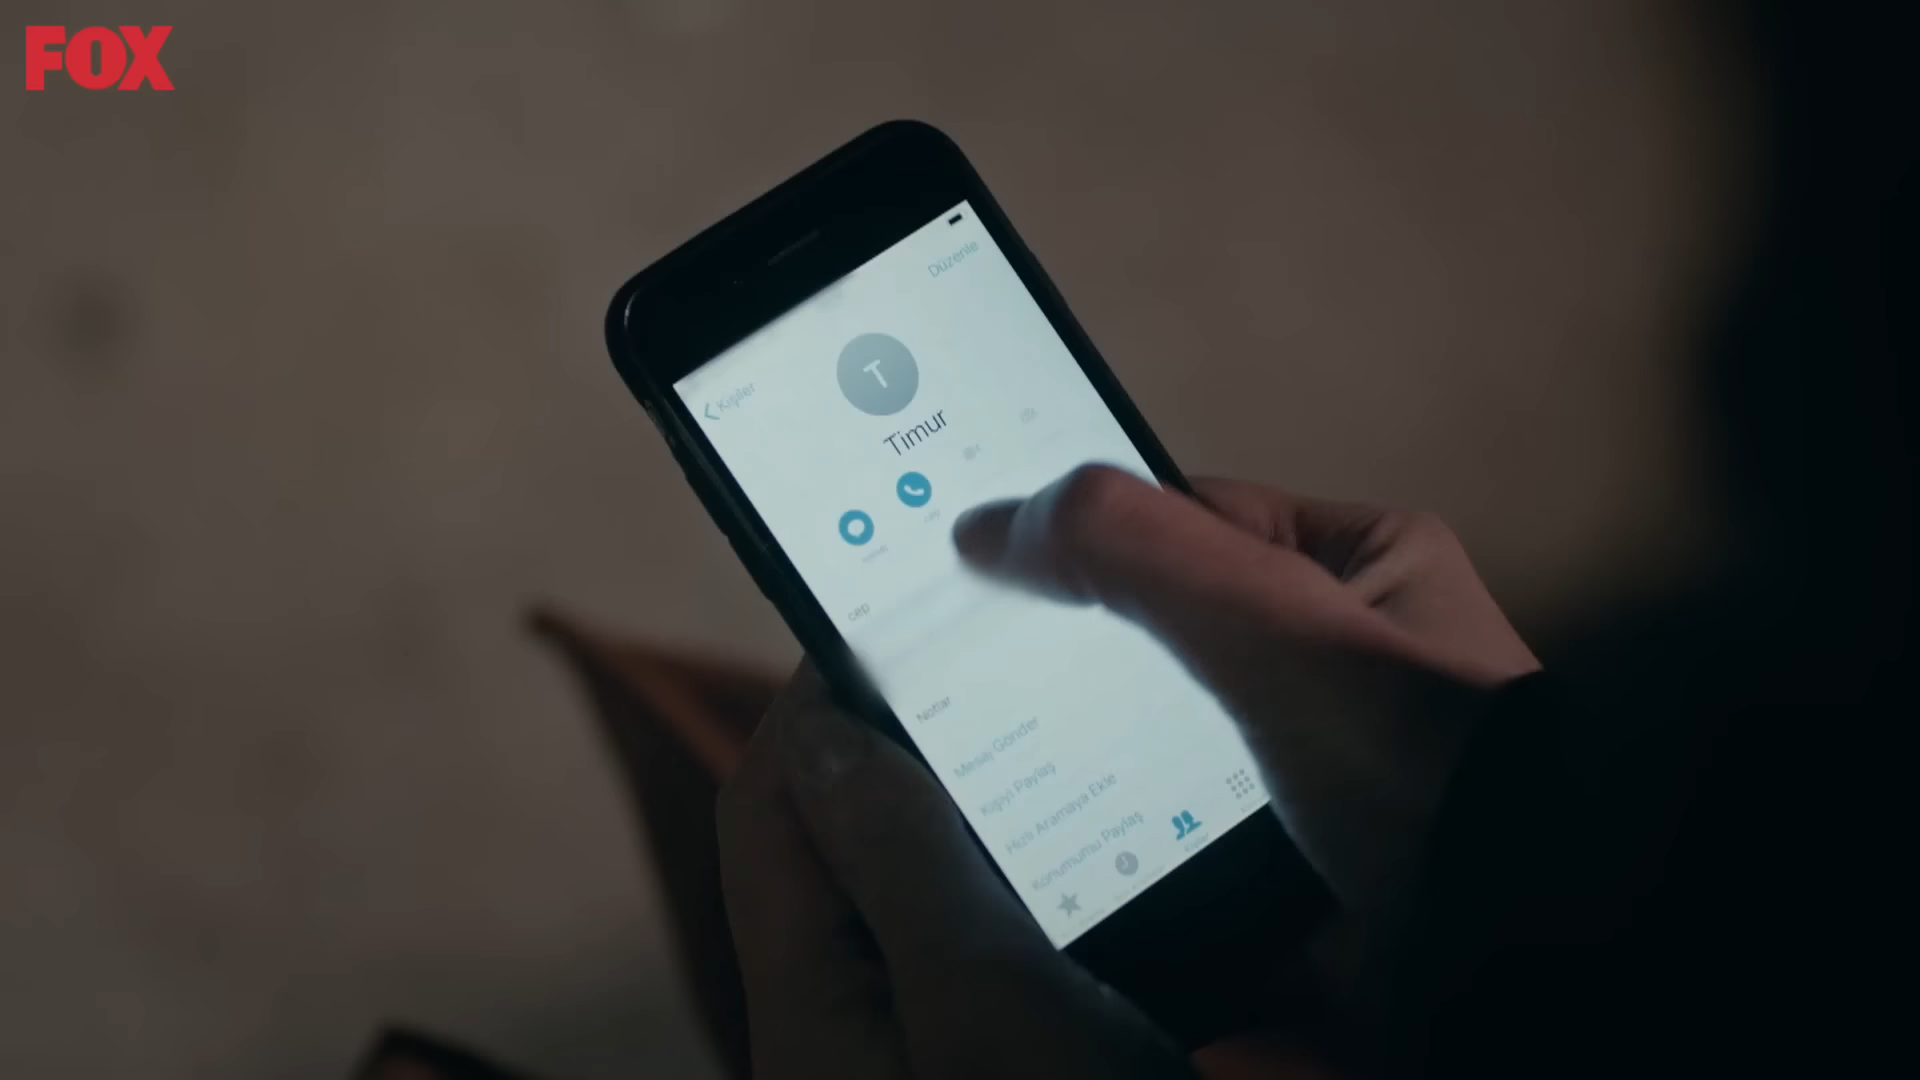 FOX
Düzenle
Kişiler
T
Timur
cep
Notlar
Mesaj Gönder
Kişiyi Paylaş
Hızlı Aramaya Ekle
Konumumu Paylaş